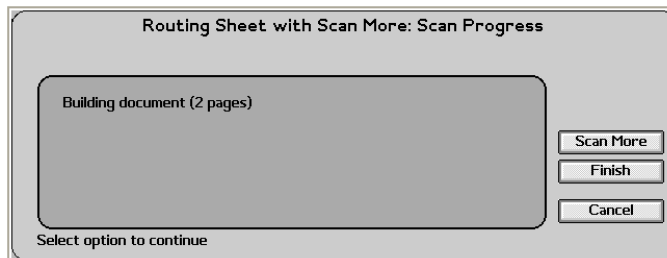 Routing Sheet with Scan More: Scan Progress
Building document (2 pages)
Scan More
Finish
Cancel
Select option to continue